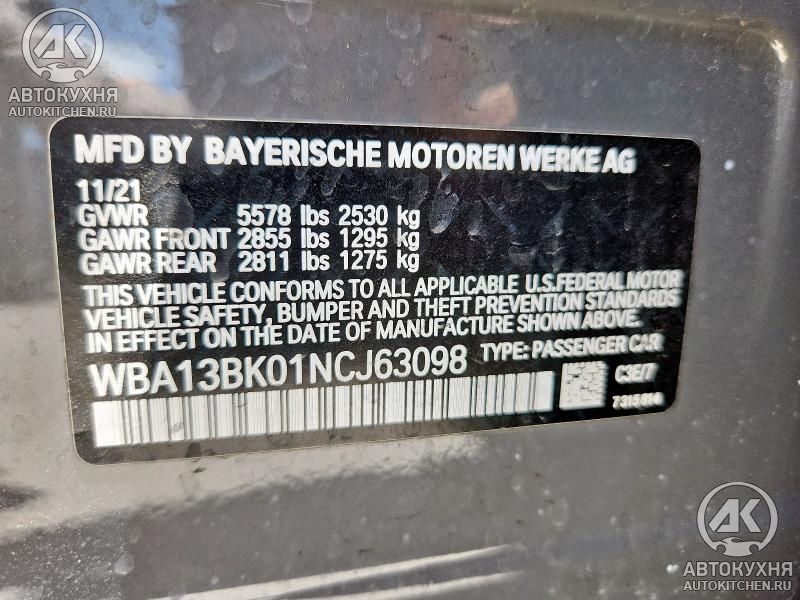 AK
АВТОКУХНЯ
AUTOKITCHEN.RU
MFD BY BAYERISCHE MOTOREN WERKE AG
11/21
GVWR 5578 lbs 2530 kg
GAWR FRONT 2855 lbs 1295 kg
GAWR REAR 2811 lbs 1275 kg
THIS VEHICLE CONFORMS TO ALL APPLICABLE U.S.FEDERAL MOTOR
VEHICLE SAFETY, BUMPER AND THEFT PREVENTION STANDARDS
IN EFFECT ON THE DATE OF MANUFACTURE SHOWN ABOVE.
WBA13BK01NCJ63098 TYPE: PASSENGER CAR
C3E/7
7315814
AK
АВТОКУХНЯ
AUTOKITCHEN.RU